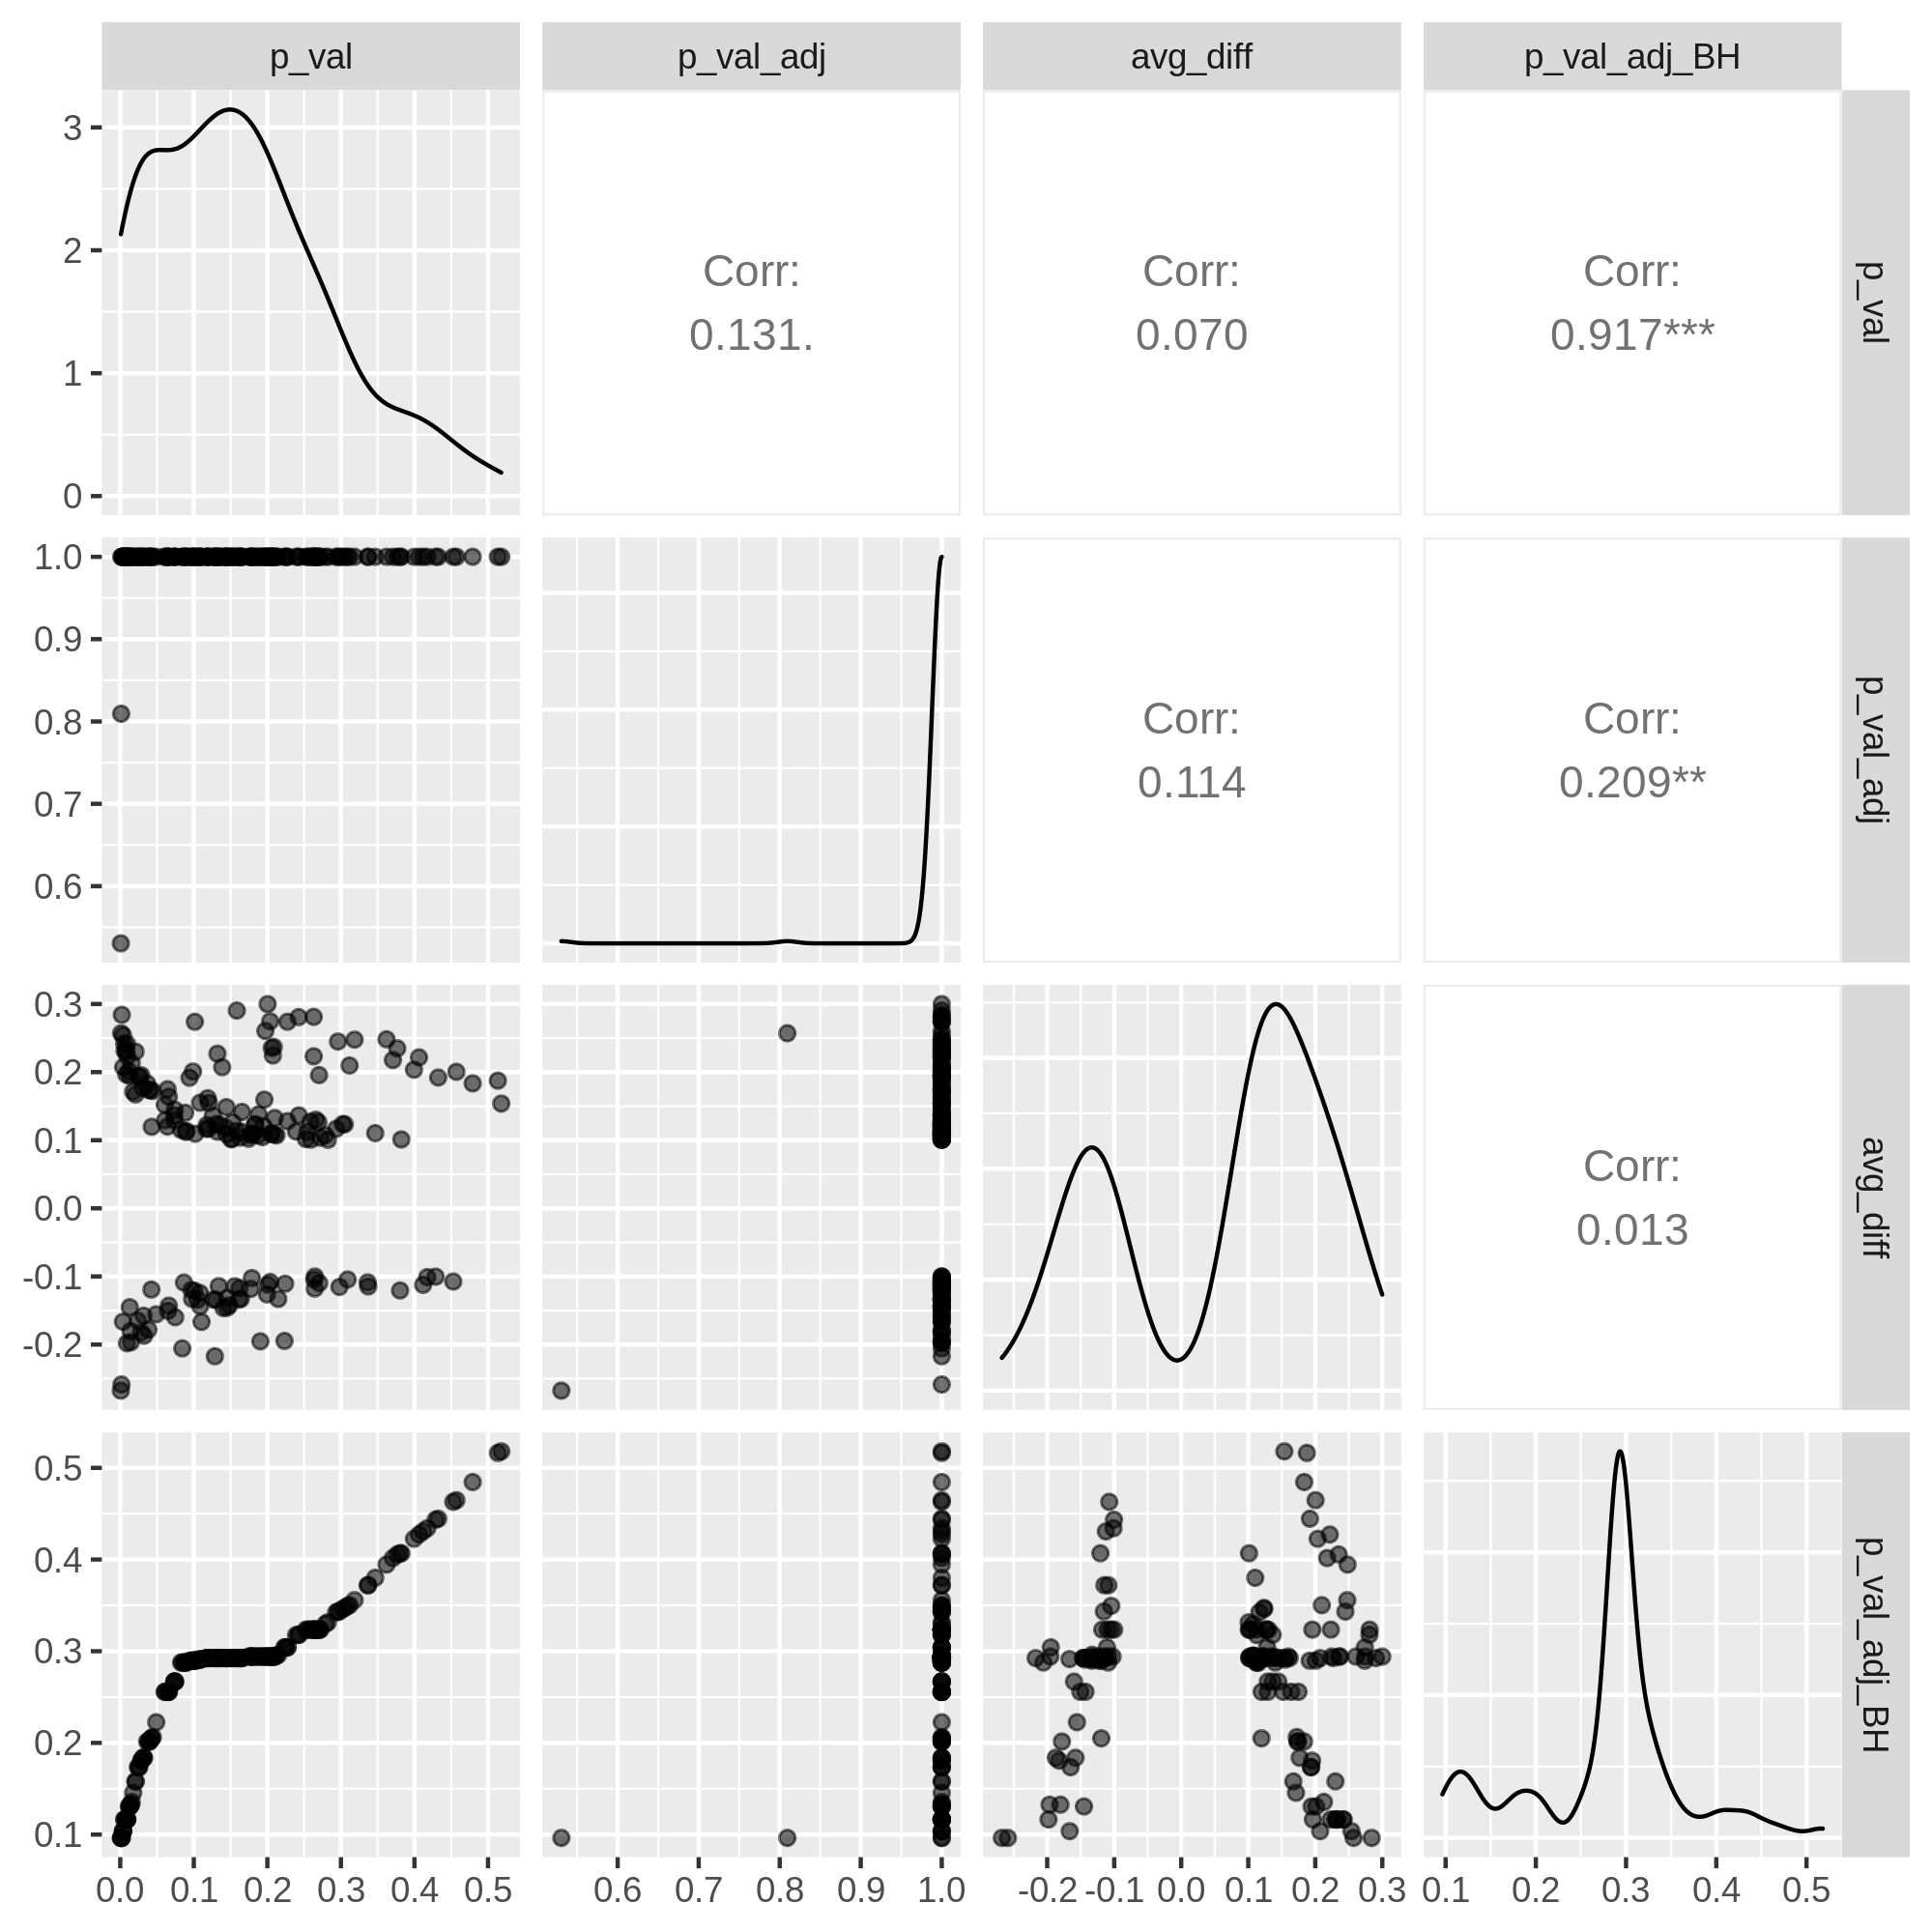 p_val
p_val_adj
avg_diff
p_val_adj_BH
3
2
1
0
Corr:
0.131.
Corr:
0.070
Corr:
0.917***
p_val
1.0
0.9
0.8
0.7
0.6
Corr:
0.114
Corr:
0.209**
p_val_adj
0.3
0.2
0.1
0.0
-0.1
-0.2
Corr:
0.013
avg_diff
0.5
0.4
0.3
0.2
0.1
p_val_adj_BH
0.0 0.1 0.2 0.3 0.4 0.5
0.6 0.7 0.8 0.9 1.0
-0.2 -0.1 0.0 0.1 0.2 0.3
0.1 0.2 0.3 0.4 0.5